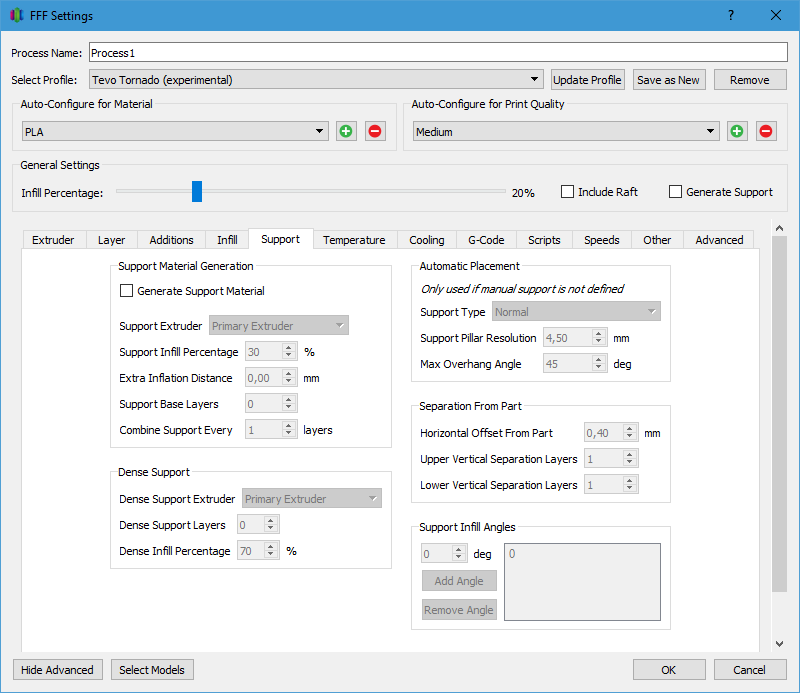 FFF Settings
?
Process Name: Process1
Select Profile: Tevo Tornado (experimental) Update Profile Save as New Remove
Auto-Configure for Material Auto-Configure for Print Quality
PLA Medium
General Settings
Infill Percentage: 20% Include Raft Generate Support
Extruder Layer Additions Infill Support Temperature Cooling G-Code Scripts Speeds Other Advanced
Support Material Generation
Generate Support Material
Support Extruder Primary Extruder
Support Infill Percentage 30 %
Extra Inflation Distance 0,00 mm
Support Base Layers 0
Combine Support Every 1 layers
Dense Support
Dense Support Extruder Primary Extruder
Dense Support Layers 0
Dense Infill Percentage 70 %
Automatic Placement
Only used if manual support is not defined
Support Type Normal
Support Pillar Resolution 4,50 mm
Max Overhang Angle 45 deg
Separation From Part
Horizontal Offset From Part 0,40 mm
Upper Vertical Separation Layers 1
Lower Vertical Separation Layers 1
Support Infill Angles
0 deg 0
Add Angle
Remove Angle
Hide Advanced Select Models OK Cancel